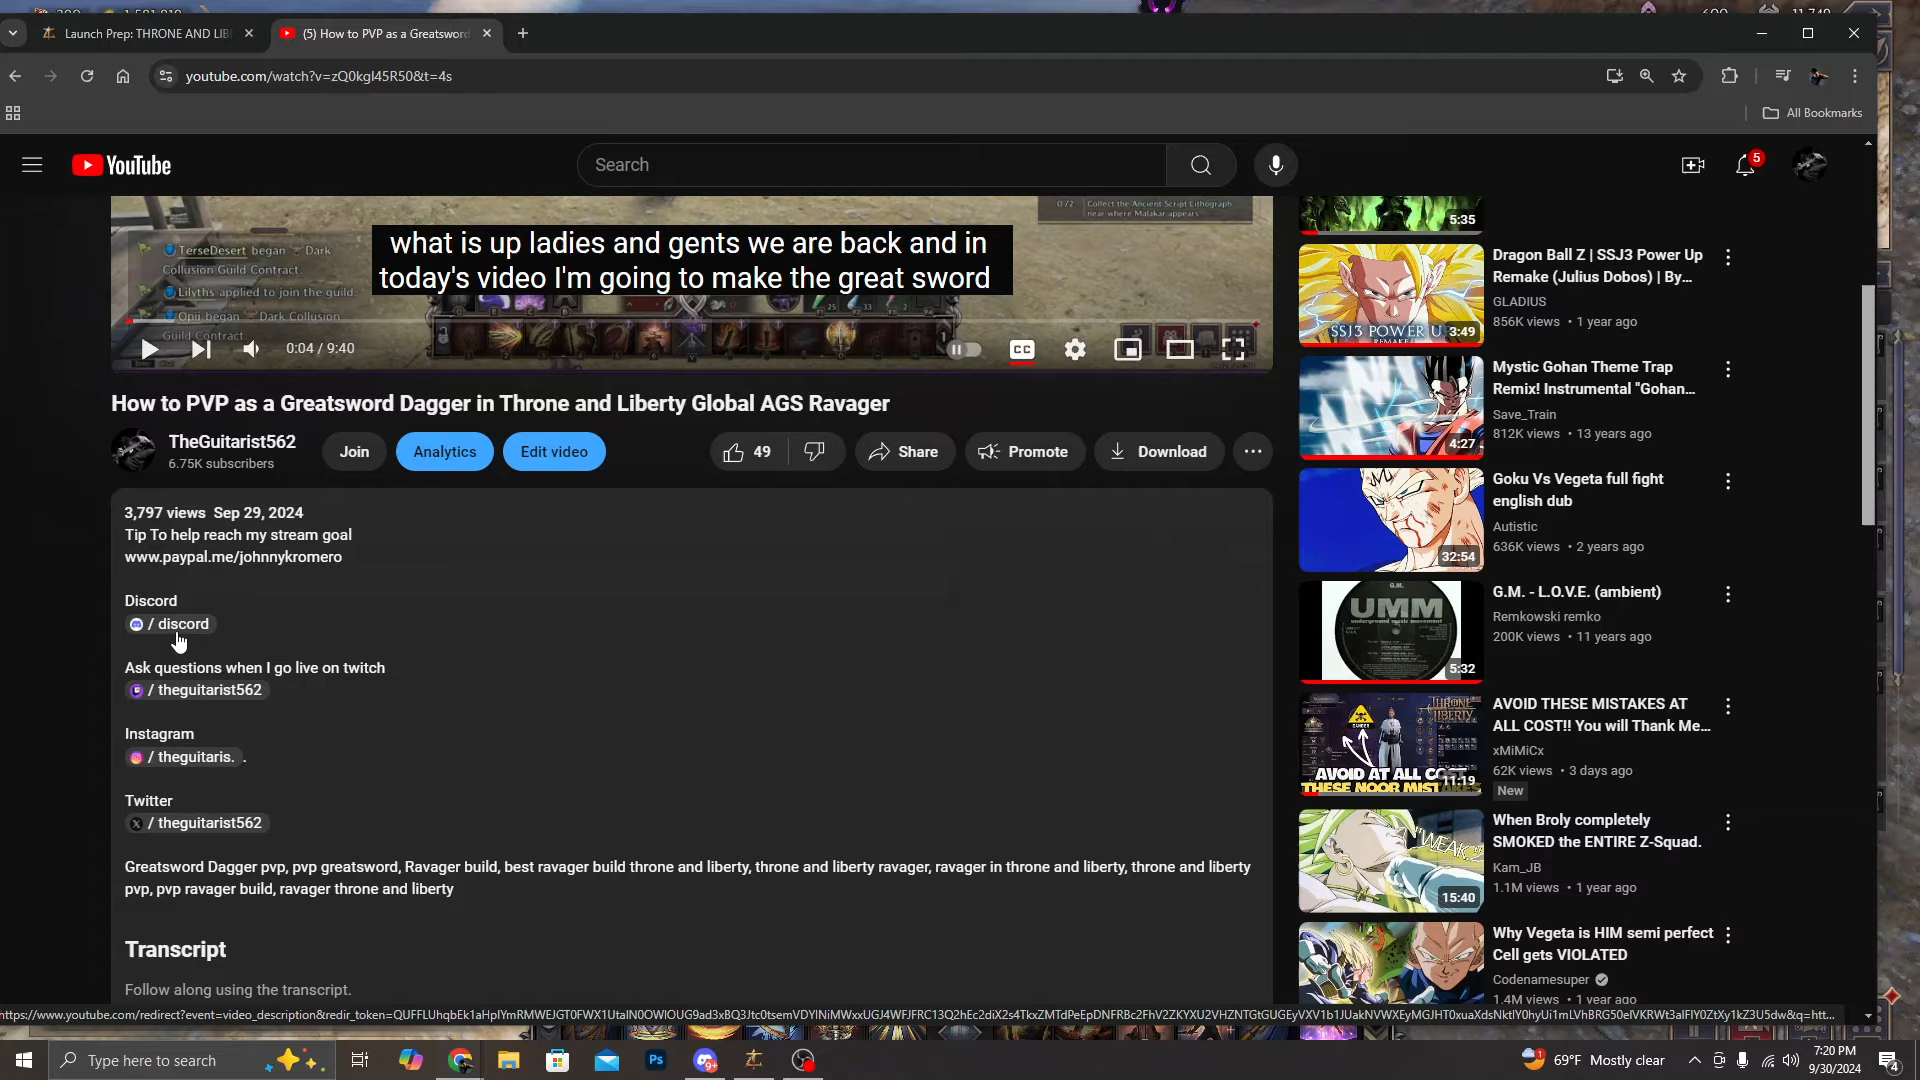 Launch Prep: THRONE AND LIB
(5) How to PVP as a Greatsword
youtube.com/watch?v=zQ0kgI45R50&t=4s
All Bookmarks
YouTube
Search
5
0/2 Collect the Ancient Script Lithograph
near where Malakar appears
TerseDesert began Dark
Collusion Guild Contract.
Lilyths applied to join the guild.
Opii began Dark Collusion
Guild Contract.
what is up ladies and gents we are back and in
today's video I'm going to make the great sword
0:04 / 9:40
CC
How to PVP as a Greatsword Dagger in Throne and Liberty Global AGS Ravager
TheGuitarist562
6.75K subscribers
Join
Analytics
Edit video
49
Share
Promote
Download
3,797 views Sep 29, 2024
Tip To help reach my stream goal
www.paypal.me/johnnykromero
Discord
/ discord
Ask questions when I go live on twitch
/ theguitarist562
Instagram
/ theguitaris. .
Twitter
/ theguitarist562
Greatsword Dagger pvp, pvp greatsword, Ravager build, best ravager build throne and liberty, throne and liberty ravager, ravager in throne and liberty, throne and liberty
pvp, pvp ravager build, ravager throne and liberty
Transcript
Follow along using the transcript.
5:35
Dragon Ball Z | SSJ3 Power Up
Remake (Julius Dobos) | By...
GLADIUS
856K views • 1 year ago
SSJ3 POWER U
3:49
Mystic Gohan Theme Trap
Remix! Instrumental "Gohan...
Save_Train
812K views • 13 years ago
4:27
Goku Vs Vegeta full fight
english dub
Autistic
636K views • 2 years ago
32:54
G.M. - L.O.V.E. (ambient)
Remkowski remko
200K views • 11 years ago
G.M.
UMM
underground music movement
5:32
AVOID THESE MISTAKES AT
ALL COST!! You will Thank Me...
xMiMiCx
62K views • 3 days ago
New
THRONE
LIBERTY
AVOID AT ALL COST
THESE NOOR MISTAKES
11:19
When Broly completely
SMOKED the ENTIRE Z-Squad.
Kam_JB
1.1M views • 1 year ago
"WEAK."
15:40
Why Vegeta is HIM semi perfect
Cell gets VIOLATED
Codenamesuper
1.4M views • 1 year ago
Type here to search
Ps
9+
69°F Mostly clear
7:20 PM
9/30/2024
4